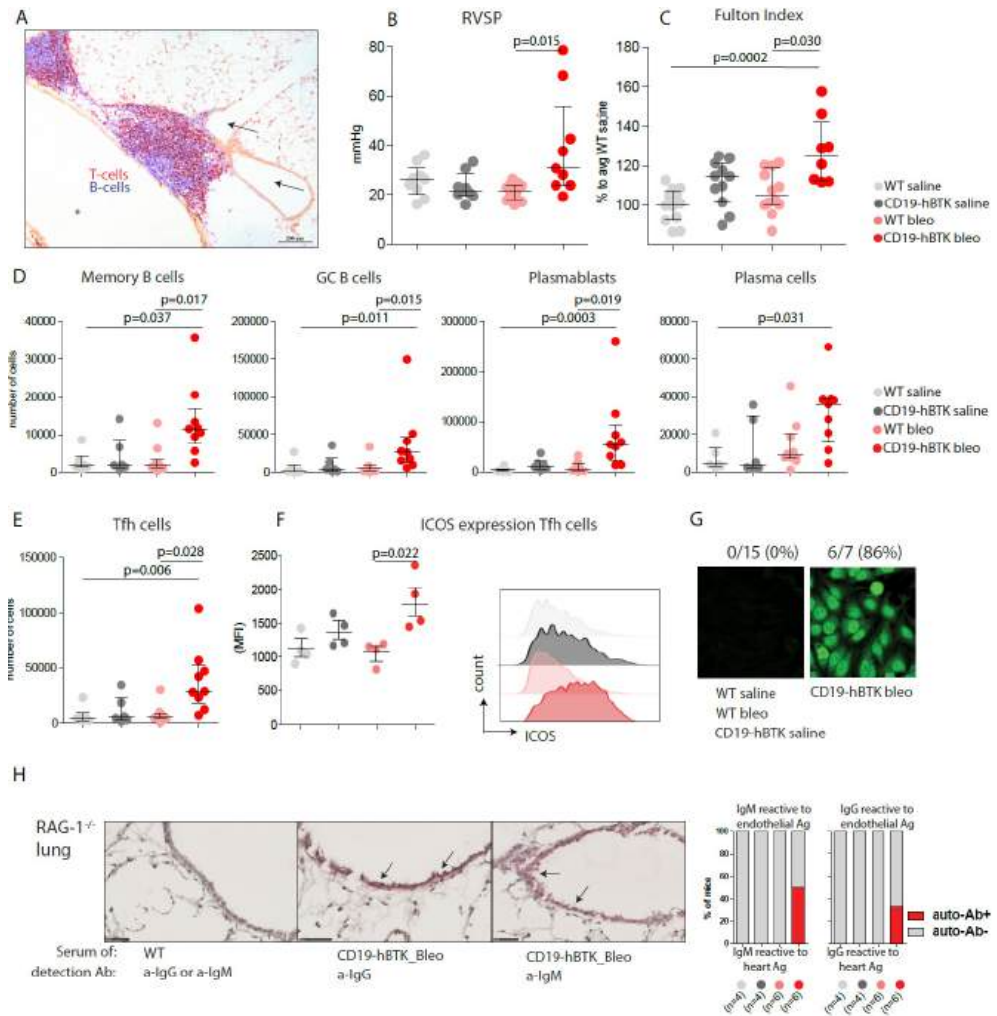 A
T-cells
B-cells
B
RVSP
p=0.015
80
60
40
20
0
mmHg
C
Fulton Index
p=0.030
p=0.0002
180
160
140
120
100
80
% to avg WT sa;ine
WT saline
CD19-hBTK saline
WT bleo
CD19-hBTK bleo
D
Memory B cells
p=0.017
p=0.037
40000
30000
20000
10000
0
number of cells
GC B cells
p=0.015
p=0.011
200000
150000
100000
50000
0
Plasmablasts
p=0.019
p=0.0003
300000
200000
100000
0
Plasma cells
p=0.031
80000
60000
40000
20000
0
WT saline
CD19-hBTK saline
WT bleo
CD19-hBTK bleo
E
Tfh cells
p=0.028
p=0.006
150000
100000
50000
0
number of cells
F
ICOS expression Tfh cells
p=0.022
2500
2000
1500
1000
500
0
(MFI)
count
ICOS
G
0/15 (0%) 6/7 (86%)
WT saline
WT bleo
CD19-hBTK saline
CD19-hBTK bleo
H
RAG-1-/-
lung
Serum of: WT CD19-hBTK_Bleo CD19-hBTK_Bleo
detection Ab: a-IgG or a-IgM a-IgG a-IgM
IgM reactive to
endothelial Ag
IgG reactive to
endothelial Ag
100
80
60
40
20
0
% of mice
auto-Ab+
auto-Ab-
IgM reactive to
heart Ag
IgG reactive to
heart Ag
(n=4) (n=4) (n=6) (n=6)
(n=4) (n=4) (n=6) (n=6)